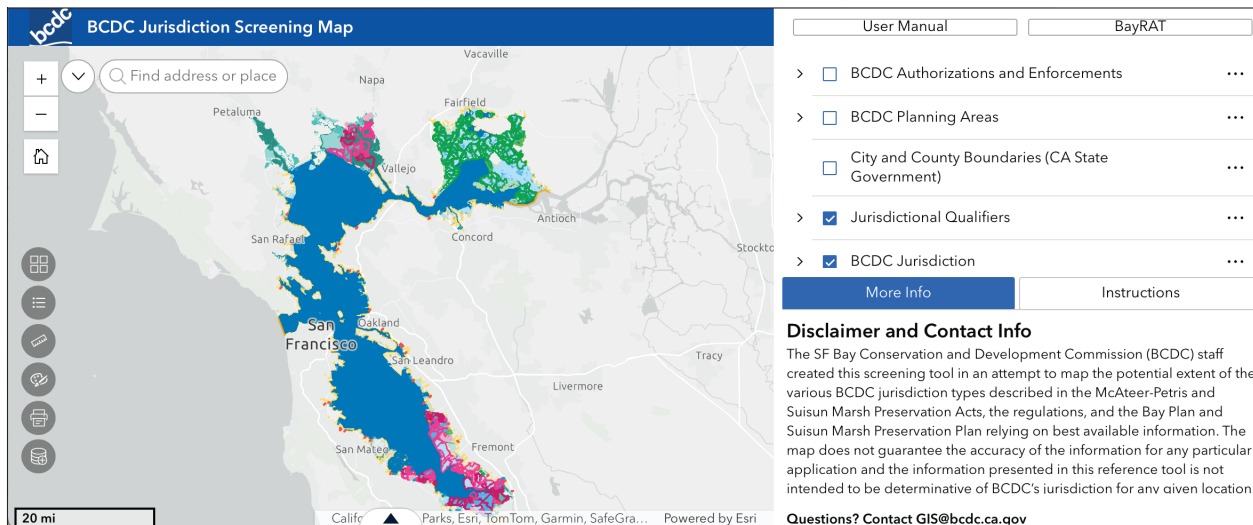 bcdc
BCDC Jurisdiction Screening Map
User Manual
BayRAT
+
Find address or place
−
Vacaville
Napa
Fairfield
Petaluma
Vallejo
Antioch
Concord
San Rafael
Stockto
San
Francisco
Oakland
San Leandro
Tracy
Livermore
San Mateo
Fremont
20 mi
Califo
Parks, Esri, TomTom, Garmin, SafeGra...
Powered by Esri
BCDC Authorizations and Enforcements
BCDC Planning Areas
City and County Boundaries (CA State
Government)
Jurisdictional Qualifiers
BCDC Jurisdiction
More Info
Instructions
Disclaimer and Contact Info
The SF Bay Conservation and Development Commission (BCDC) staff
created this screening tool in an attempt to map the potential extent of the
various BCDC jurisdiction types described in the McAteer-Petris and
Suisun Marsh Preservation Acts, the regulations, and the Bay Plan and
Suisun Marsh Preservation Plan relying on best available information. The
map does not guarantee the accuracy of the information for any particular
application and the information presented in this reference tool is not
intended to be determinative of BCDC's jurisdiction for any given location
Questions? Contact GIS@bcdc.ca.gov